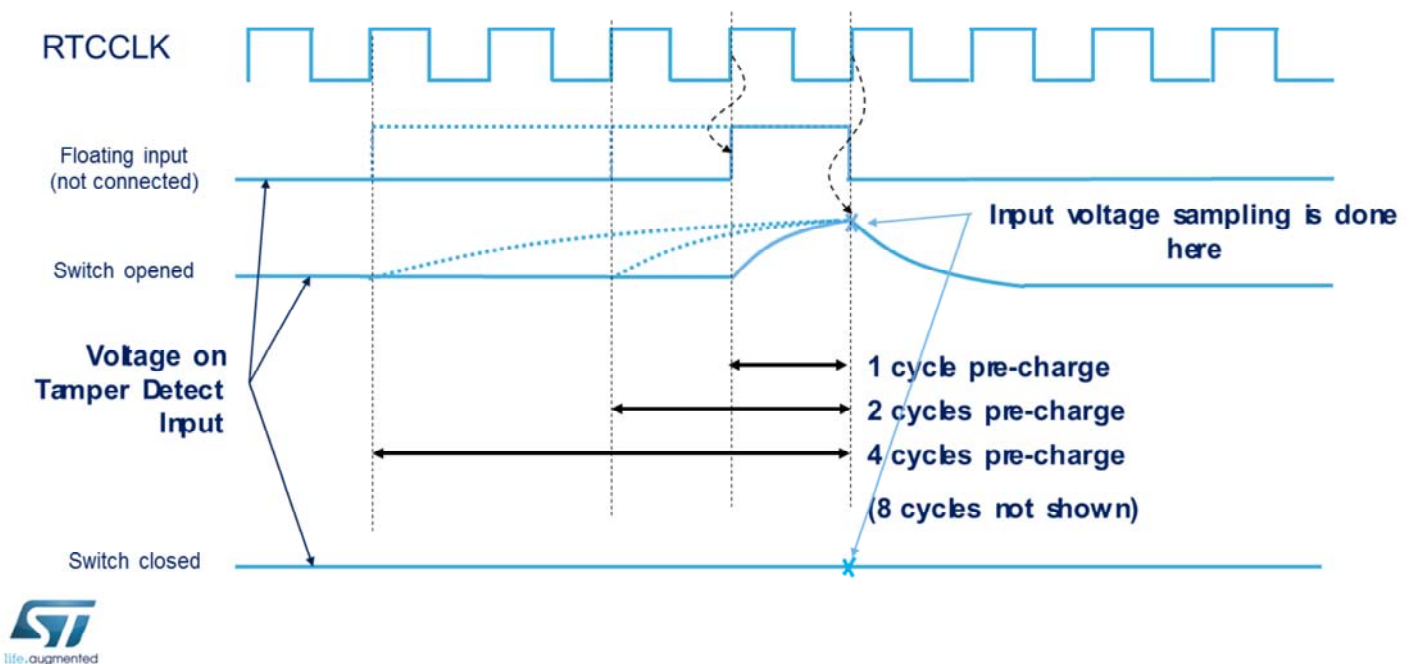 RTCCLK
Floating input
(not connected)
Switch opened
Input voltage sampling is done
here
Voltage on
Tamper Detect
Input
1 cycle pre-charge
2 cycles pre-charge
4 cycles pre-charge
(8 cycles not shown)
Switch closed
ST
life.augmented